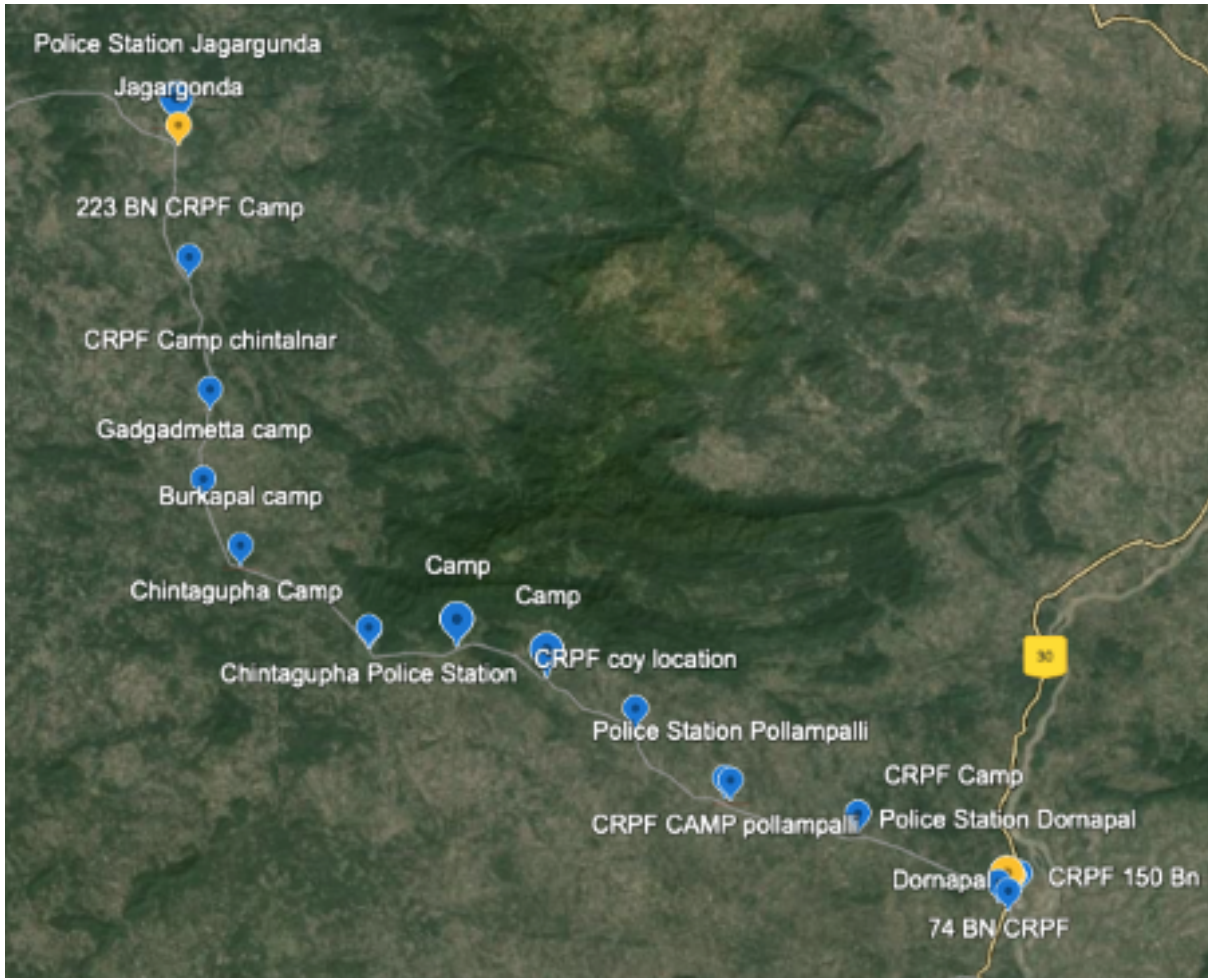 Police Station Jagargunda
Jagargonda
223 BN CRPF Camp
CRPF Camp chintalnar
Gadgadmetta camp
Burkapal camp
Camp
Chintagupha Camp
Camp
CRPF coy location
Chintagupha Police Station
30
Police Station Pollampalli
CRPF Camp
CRPF CAMP pollampalli
Police Station Dornapal
Dornapal
CRPF 150 Bn
74 BN CRPF